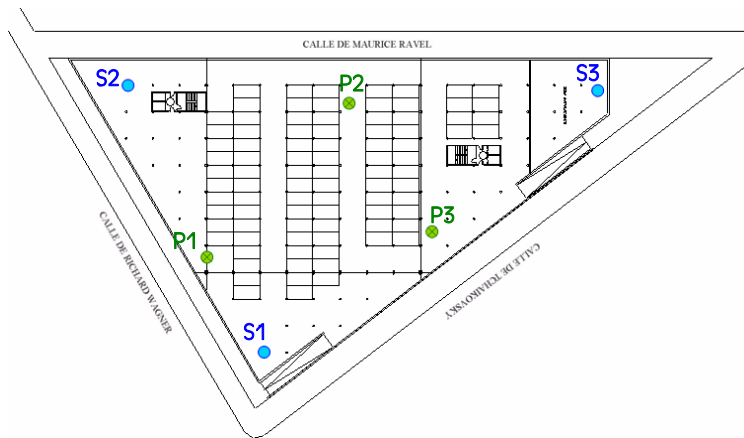 CALLE DE MAURICE RAVEL
S2
S3
P2
P3
P1
CALLE DE RICHARD WAGNER
CALLE DE TCHAIKOVSKY
S1